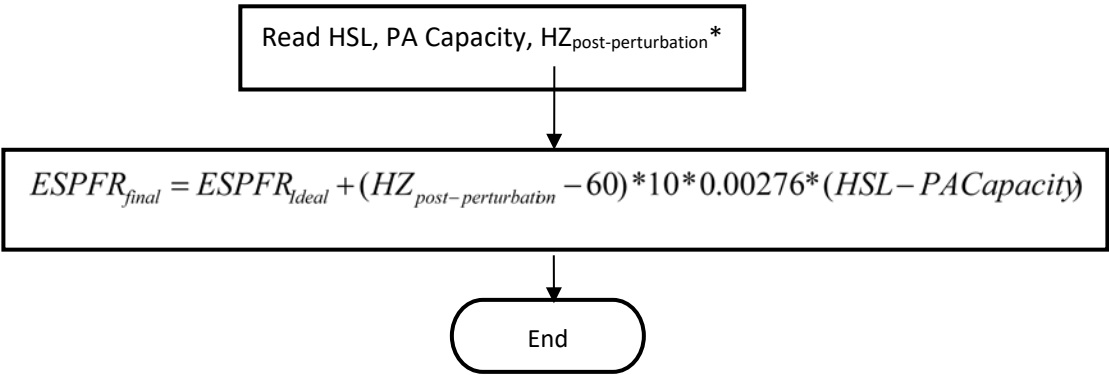 Read HSL, PA Capacity, HZpost-perturbation*
ESPFRfinal = ESPFRIdeal + (HZpost-perturbation − 60)*10*0.00276*(HSL − PACapacity)
End